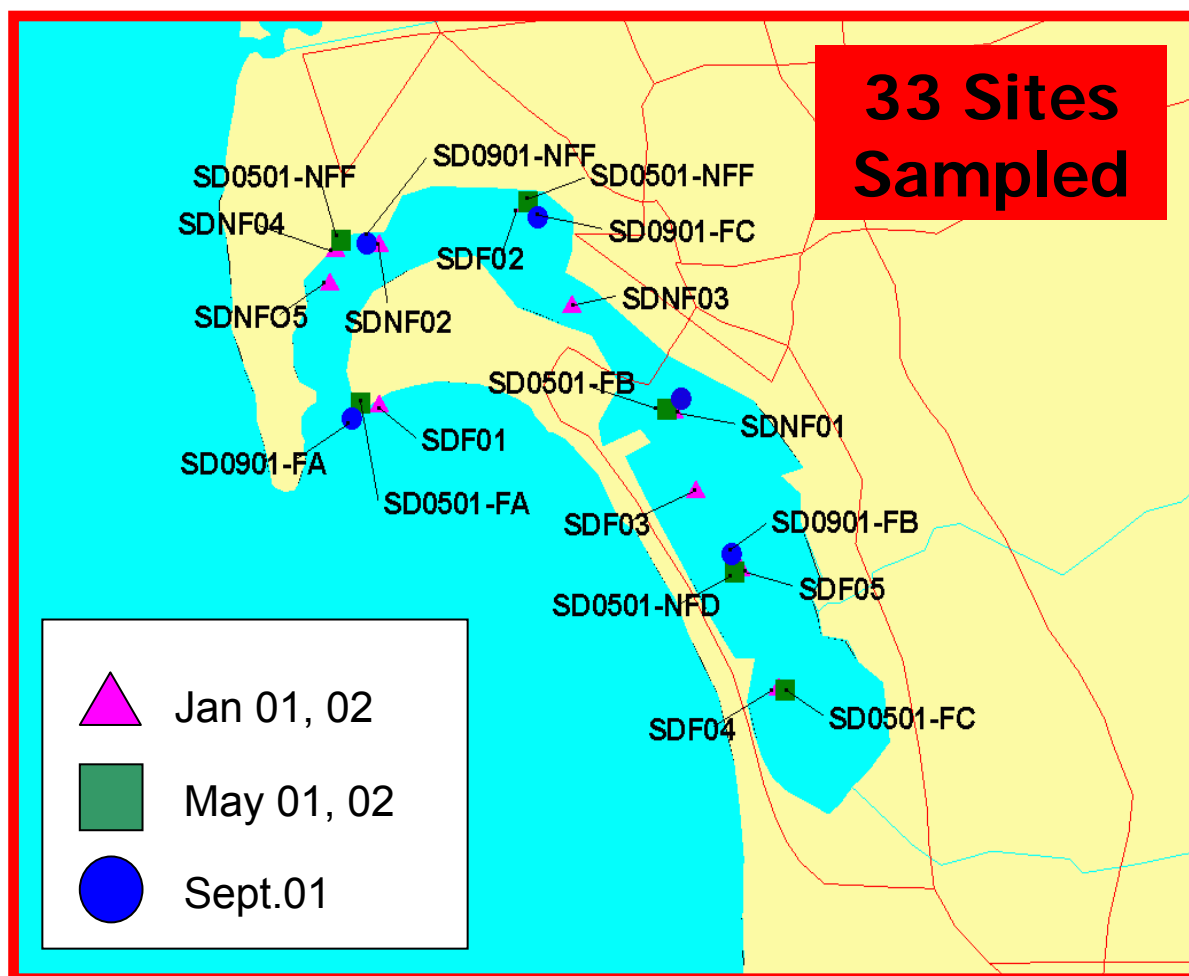 33 Sites
Sampled
SD0901-NFF
SD0501-NFF
SD0501-NFF
SDNF04
SD0901-FC
SDF02
SDNFO5
SDNF02
SDNF03
SD0501-FB
SDNF01
SDF01
SD0901-FA
SD0501-FA
SDF03
SD0901-FB
SDF05
SD0501-NFD
SDF04
SD0501-FC
Jan 01, 02
May 01, 02
Sept.01